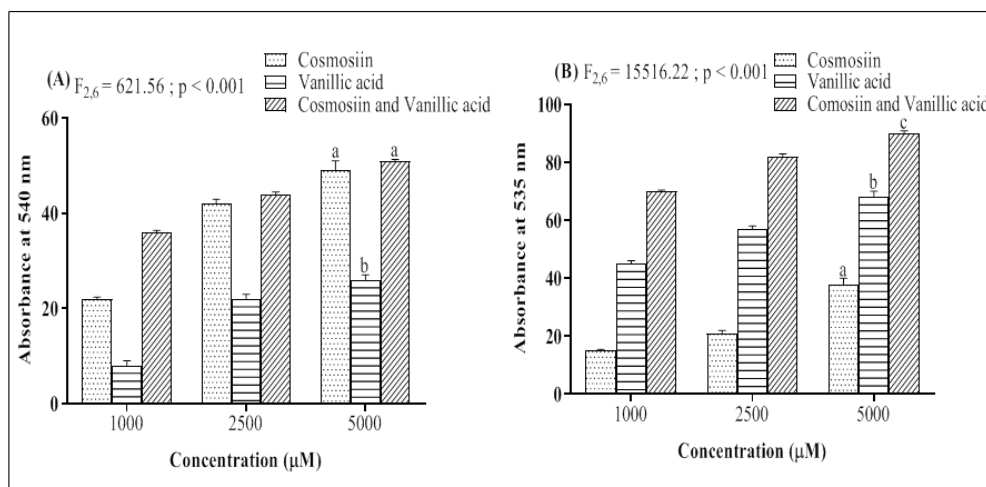 Cosmosiin
(A) F2,6 = 621.56 ; p < 0.001
Vanillic acid
Cosmosiin and Vanillic acid
60
40
20
0
Absorbance at 540 nm
a
a
b
1000
2500
5000
Concentration (μM)
Cosmosiin
(B) F2,6 = 15516.22 ; p < 0.001
Vanillic acid
Comosiin and Vanillic acid
100
80
60
40
20
0
Absorbance at 535 nm
c
b
a
1000
2500
5000
Concentration (μM)